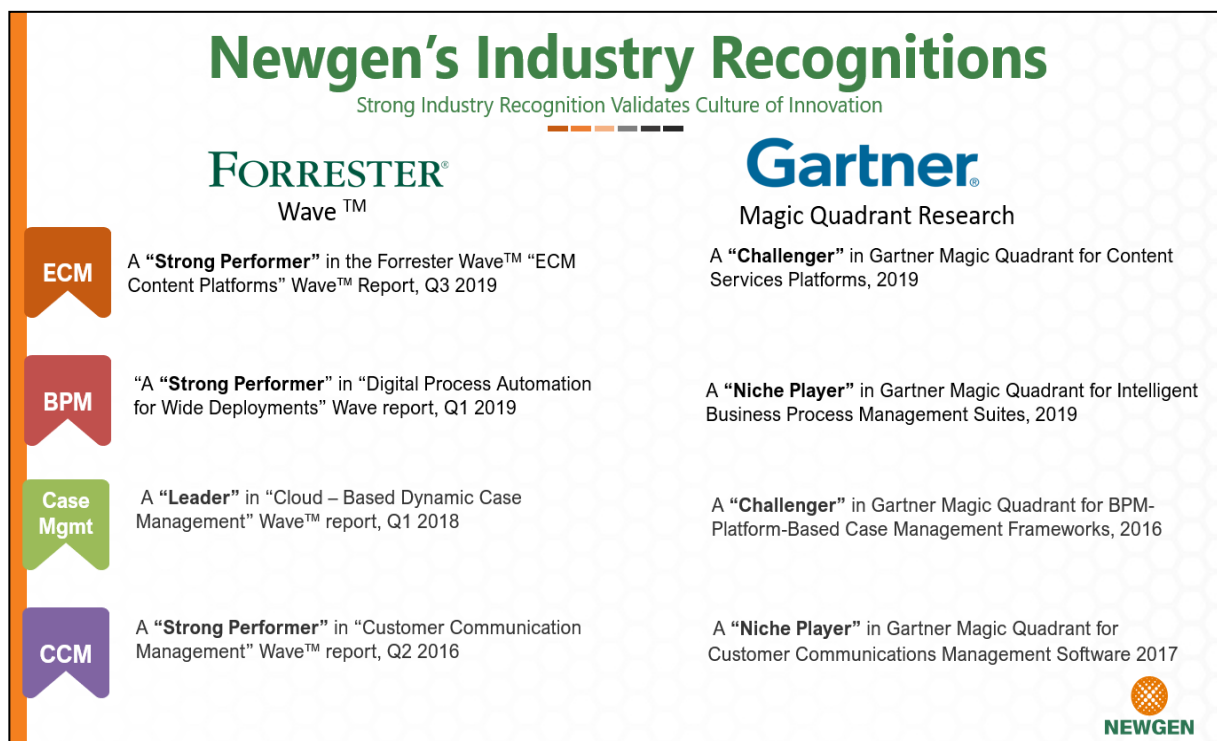 Newgen's Industry Recognitions
Strong Industry Recognition Validates Culture of Innovation
FORRESTER®
Wave ™
Gartner®
Magic Quadrant Research
ECM
A “Strong Performer” in the Forrester Wave™ “ECM
Content Platforms” Wave™ Report, Q3 2019
A “Challenger” in Gartner Magic Quadrant for Content
Services Platforms, 2019
BPM
“A “Strong Performer” in “Digital Process Automation
for Wide Deployments” Wave report, Q1 2019
A “Niche Player” in Gartner Magic Quadrant for Intelligent
Business Process Management Suites, 2019
Case
Mgmt
A “Leader” in “Cloud – Based Dynamic Case
Management” Wave™ report, Q1 2018
A “Challenger” in Gartner Magic Quadrant for BPM-
Platform-Based Case Management Frameworks, 2016
CCM
A “Strong Performer” in “Customer Communication
Management” Wave™ report, Q2 2016
A “Niche Player” in Gartner Magic Quadrant for
Customer Communications Management Software 2017
NEWGEN